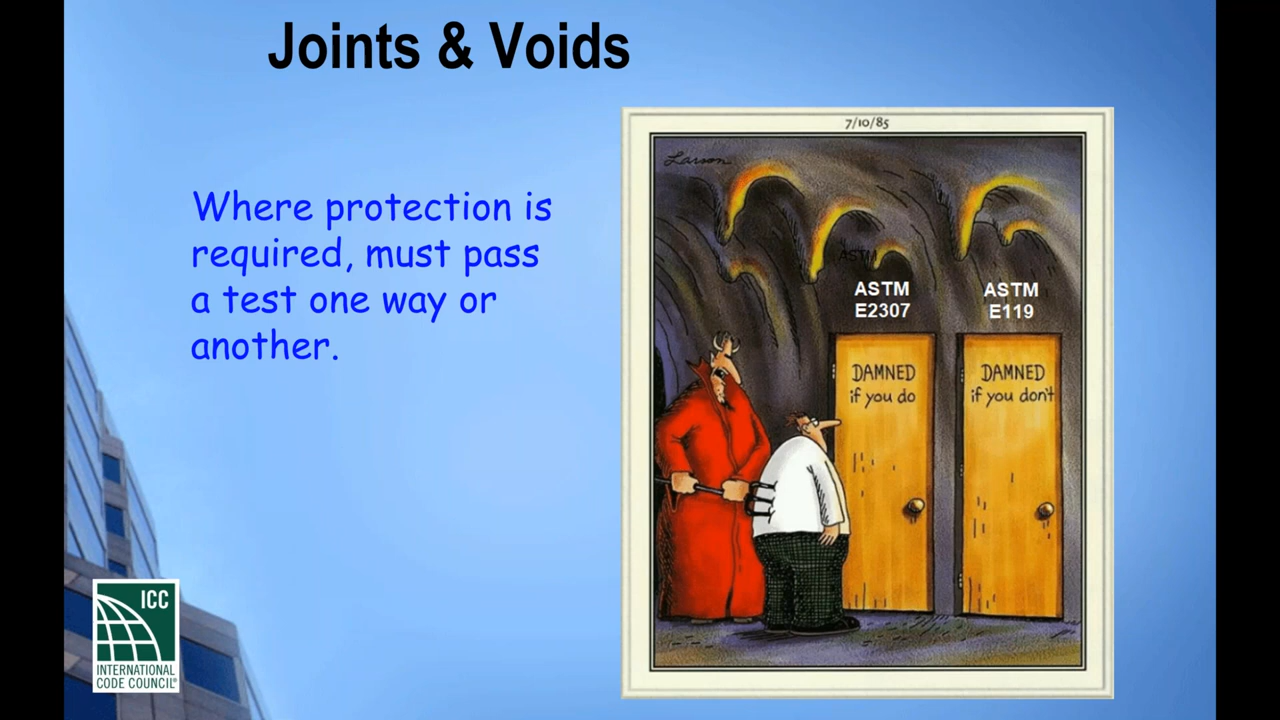 Joints & Voids
Where protection is
required, must pass
a test one way or
another.
7/10/85
Larson
ASTM
ASTM
E2307
ASTM
E119
DAMNED
if you do
DAMNED
if you don't
ICC
INTERNATIONAL
CODE COUNCIL®